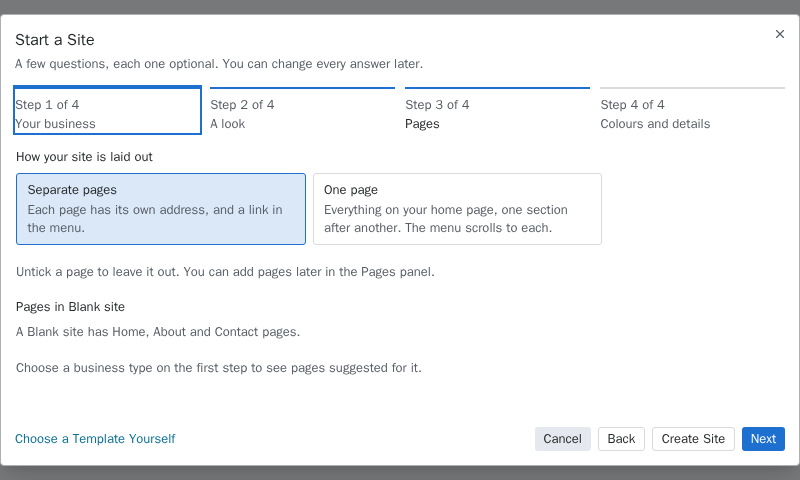 Start a Site
A few questions, each one optional. You can change every answer later.
Step 1 of 4
Your business
Step 2 of 4
A look
Step 3 of 4
Pages
Step 4 of 4
Colours and details
How your site is laid out
Separate pages
Each page has its own address, and a link in
the menu.
One page
Everything on your home page, one section
after another. The menu scrolls to each.
Untick a page to leave it out. You can add pages later in the Pages panel.
Pages in Blank site
A Blank site has Home, About and Contact pages.
Choose a business type on the first step to see pages suggested for it.
Choose a Template Yourself
Cancel
Back
Create Site
Next